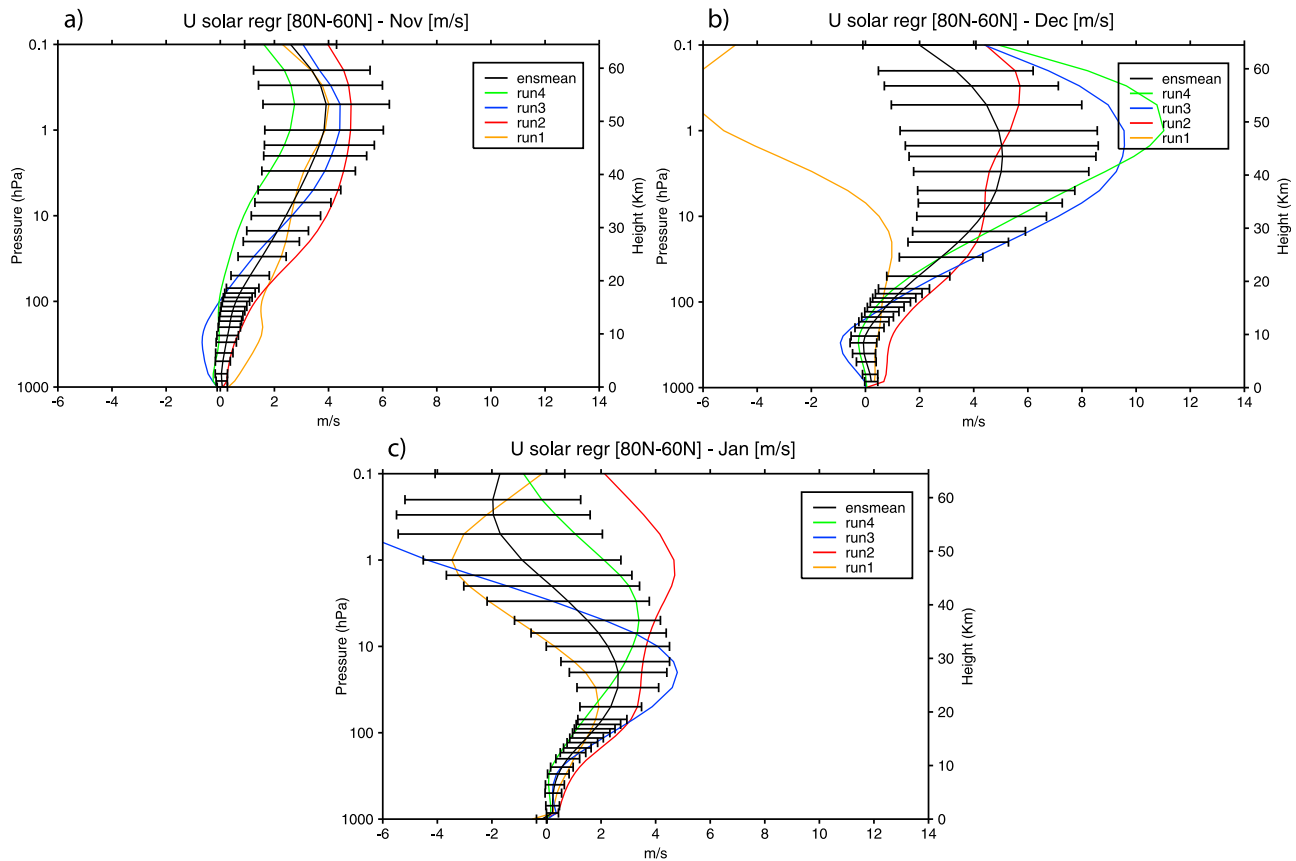 a)
U solar regr [80N-60N] - Nov [m/s]
0.1
1
10
100
1000
Pressure (hPa)
60
50
40
30
20
10
0
Height (Km)
ensmean
run4
run3
run2
run1
-6 -4 -2 0 2 4 6 8 10 12 14
m/s
b)
U solar regr [80N-60N] - Dec [m/s]
0.1
1
10
100
1000
Pressure (hPa)
60
50
40
30
20
10
0
Height (Km)
ensmean
run4
run3
run2
run1
-6 -4 -2 0 2 4 6 8 10 12 14
m/s
c)
U solar regr [80N-60N] - Jan [m/s]
0.1
1
10
100
1000
Pressure (hPa)
60
50
40
30
20
10
0
Height (Km)
ensmean
run4
run3
run2
run1
-6 -4 -2 0 2 4 6 8 10 12 14
m/s